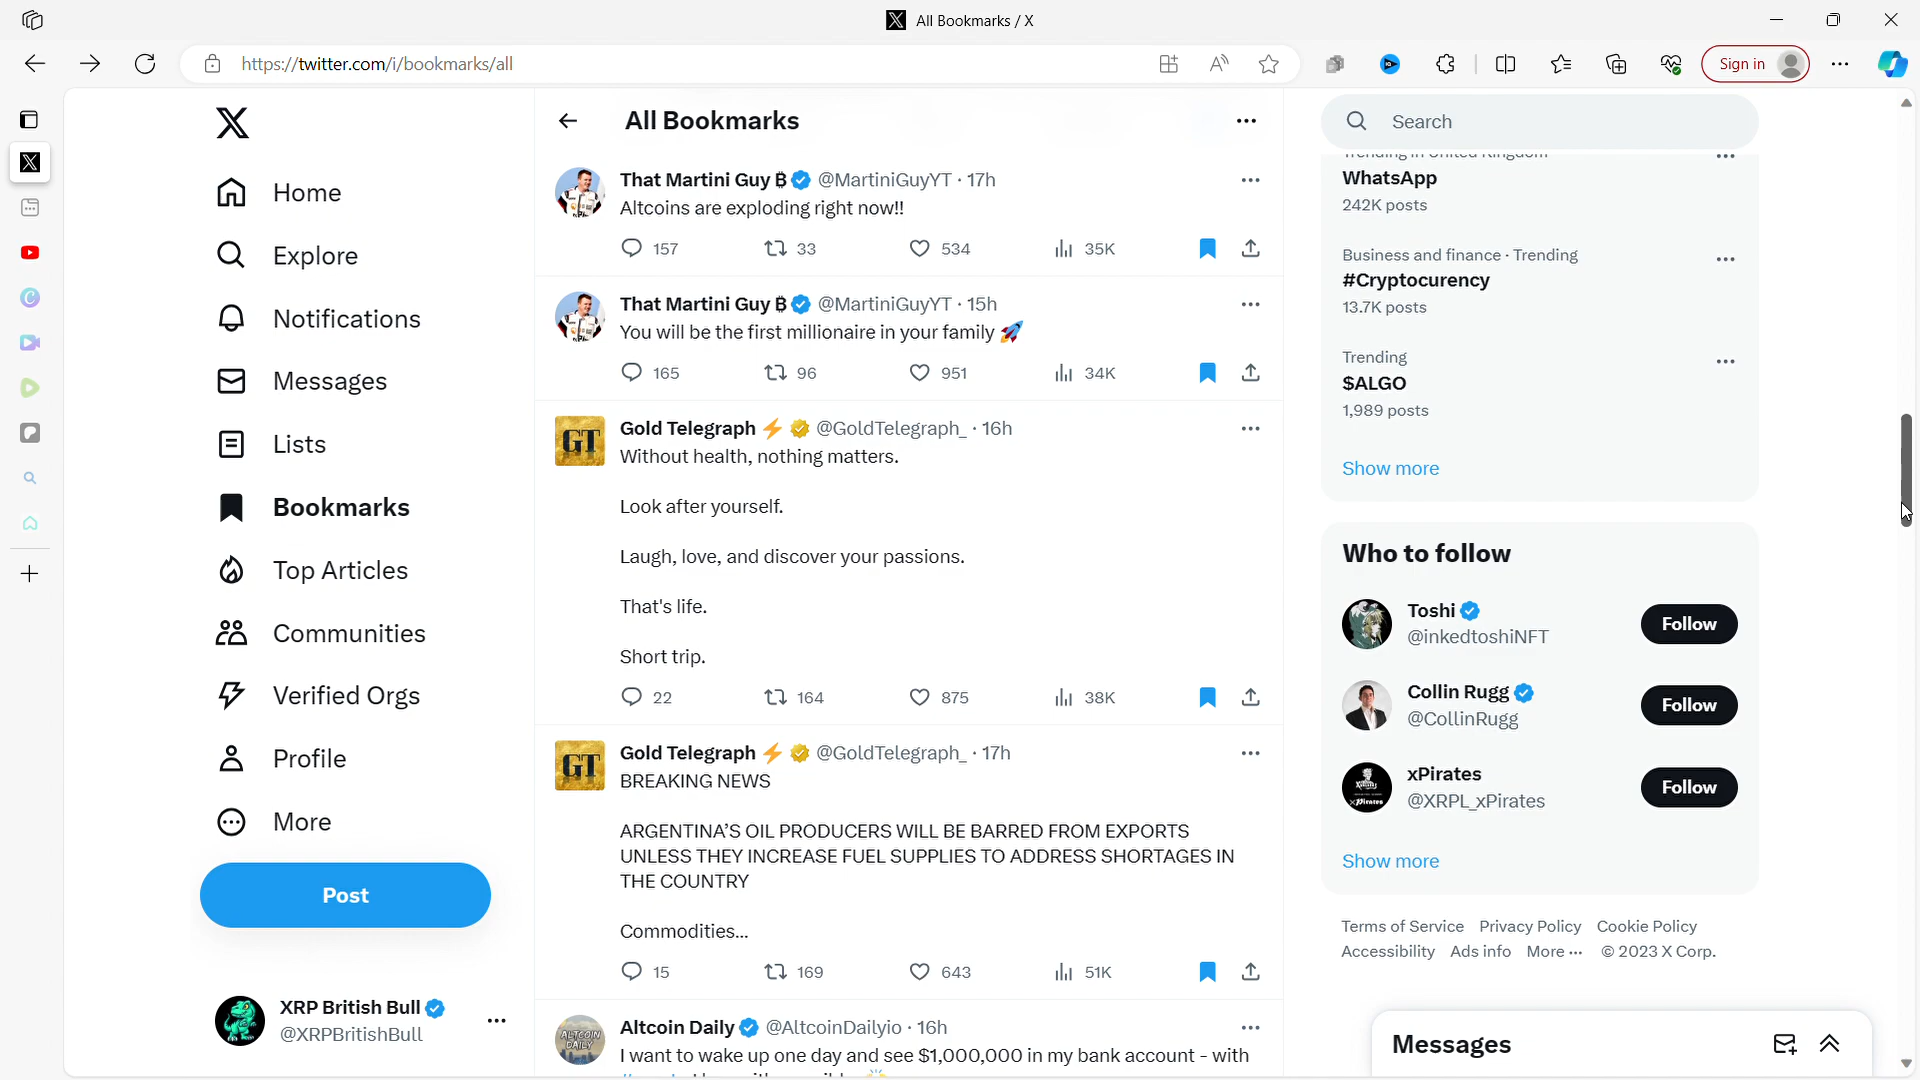 All Bookmarks / X
https://twitter.com/i/bookmarks/all
Sign in
Home
Explore
Notifications
Messages
Lists
Bookmarks
Top Articles
Communities
Verified Orgs
Profile
More
Post
XRP British Bull
@XRPBritishBull
All Bookmarks
That Martini Guy ₿ @MartiniGuyYT · 17h
Altcoins are exploding right now!!
157 33 534 35K
That Martini Guy ₿ @MartiniGuyYT · 15h
You will be the first millionaire in your family 🚀
165 96 951 34K
GT
Gold Telegraph ⚡ @GoldTelegraph_ · 16h
Without health, nothing matters.
Look after yourself.
Laugh, love, and discover your passions.
That's life.
Short trip.
22 164 875 38K
GT
Gold Telegraph ⚡ @GoldTelegraph_ · 17h
BREAKING NEWS
ARGENTINA'S OIL PRODUCERS WILL BE BARRED FROM EXPORTS
UNLESS THEY INCREASE FUEL SUPPLIES TO ADDRESS SHORTAGES IN
THE COUNTRY
Commodities...
15 169 643 51K
ALTCOIN
DAILY
Altcoin Daily @AltcoinDailyio · 16h
I want to wake up one day and see $1,000,000 in my bank account - with
Search
Trending in United Kingdom
WhatsApp
242K posts
Business and finance · Trending
#Cryptocurency
13.7K posts
Trending
$ALGO
1,989 posts
Show more
Who to follow
Toshi
@inkedtoshiNFT
Follow
Collin Rugg
@CollinRugg
Follow
xPirates
@XRPL_xPirates
Follow
Show more
Terms of Service Privacy Policy Cookie Policy
Accessibility Ads info More ··· © 2023 X Corp.
Messages